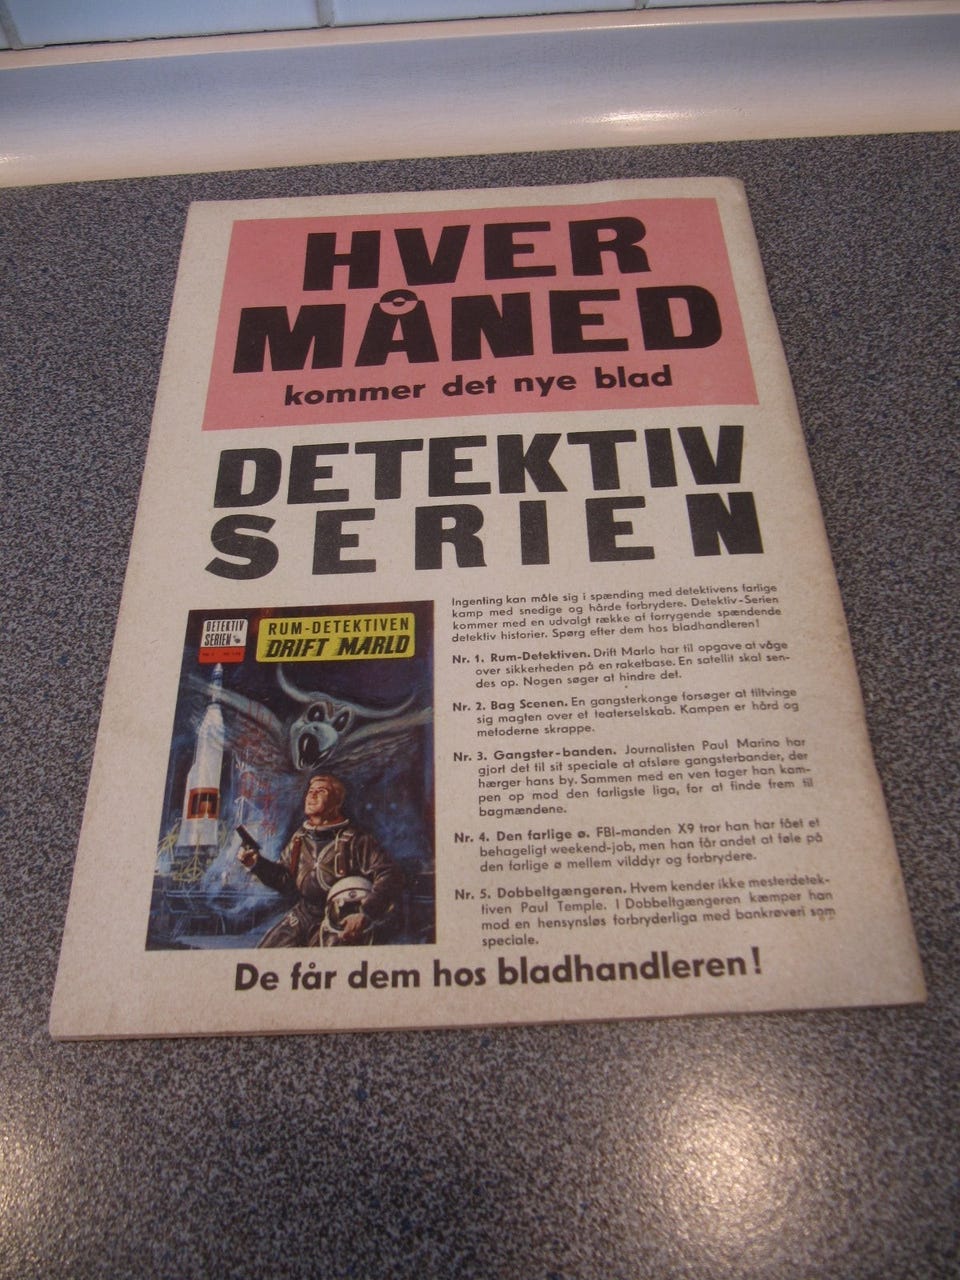 HVER
MÅNED
kommer det nye blad
DETEKTIV
SERIEN
DETEKTIV
SERIEN
RUM-DETEKTIVEN
DRIFT MARLO
Ingenting kan måle sig i spænding med detektivens farlige
kamp med snedige og hårde forbrydere. Detektiv-Serien
kommer med en udvalgt række af forrygende spændende
detektiv historier. Spørg efter dem hos bladhandleren!
Nr. 1. Rum-Detektiven. Drift Marlo har til opgave at våge
over sikkerheden på en raketbase. En satellit skal sen-
des op. Nogen søger at hindre det.
Nr. 2. Bag Scenen. En gangsterkonge forsøger at tiltvinge
sig magten over et teaterselskab. Kampen er hård og
metoderne skrappe.
Nr. 3. Gangster-banden. Journalisten Paul Marino har
gjort det til sit speciale at afsløre gangsterbander, der
hærger hans by. Sammen med en ven tager han kam-
pen op mod den farligste liga, for at finde frem til
bagmændene.
Nr. 4. Den farlige ø. FBI-manden X9 tror han har fået et
behageligt weekend-job, men han får andet at føle på
den farlige ø mellem vilddyr og forbrydere.
Nr. 5. Dobbeltgængeren. Hvem kender ikke mesterdetek-
tiven Paul Temple. I Dobbeltgængeren kæmper han
mod en hensynsløs forbryderliga med bankrøveri som
speciale.
De får dem hos bladhandleren!